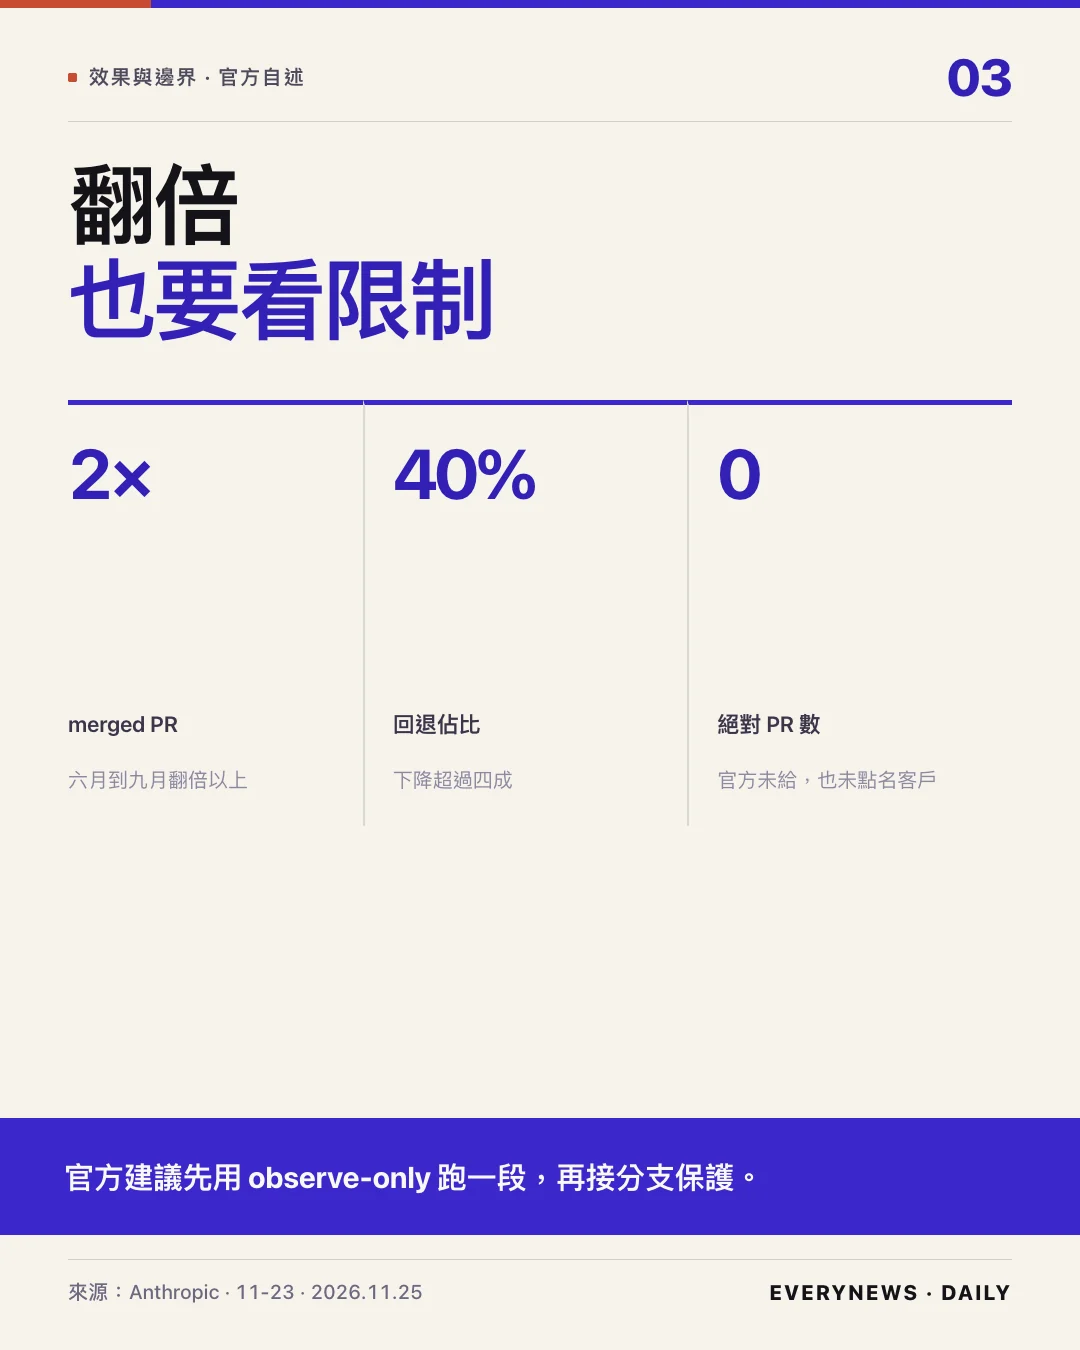 效果與邊界 · 官方自述
03
翻倍
也要看限制
2×
40%
0
merged PR
回退佔比
絕對 PR 數
六月到九月翻倍以上
下降超過四成
官方未給，也未點名客戶
官方建議先用 observe-only 跑一段，再接分支保護。
來源：Anthropic · 11-23 · 2026.11.25
EVERYNEWS · DAILY